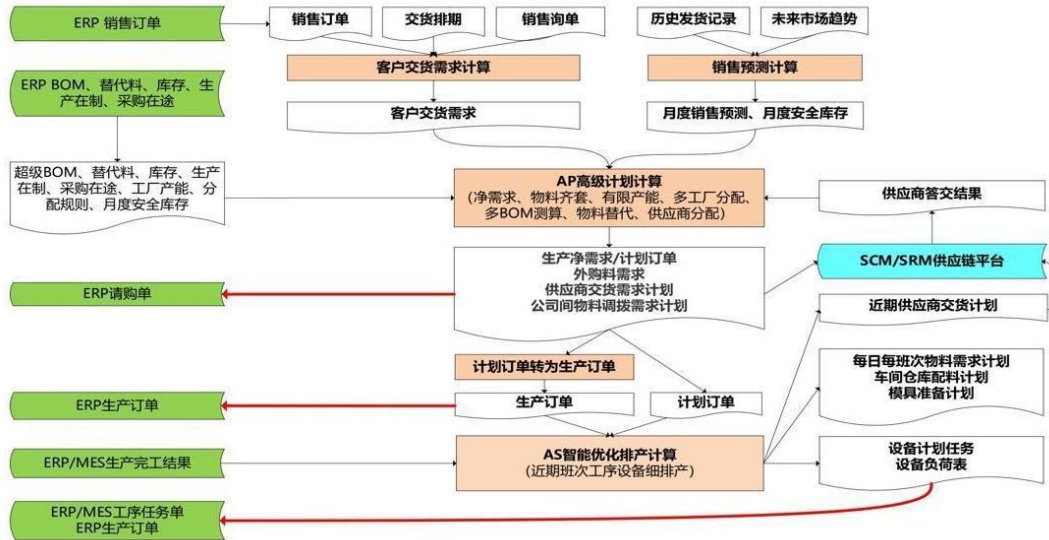 ERP 销售订单
销售订单
交货排期
销售询单
历史发货记录
未来市场趋势
客户交货需求计算
销售预测计算
ERP BOM、替代料、库存、生
产在制、采购在途
客户交货需求
月度销售预测、月度安全库存
超级BOM、替代料、库存、生产
在制、采购在途、工厂产能、分
配规则、月度安全库存
AP高级计划计算
(净需求、物料齐套、有限产能、多工厂分配、
多BOM测算、物料替代、供应商分配)
供应商答交结果
生产净需求/计划订单
外购料需求
供应商交货需求计划
公司间物料调拨需求计划
SCM/SRM供应链平台
ERP请购单
近期供应商交货计划
计划订单转为生产订单
每日每班次物料需求计划
车间仓库配料计划
模具准备计划
ERP生产订单
生产订单
计划订单
ERP/MES生产完工结果
AS智能优化排产计算
(近期班次工序设备细排产)
设备计划任务
设备负荷表
ERP/MES工序任务单
ERP生产订单